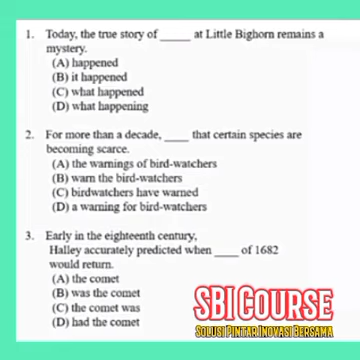 1. Today, the true story of _____ at Little Bighorn remains a
mystery.
(A) happened
(B) it happened
(C) what happened
(D) what happening
2. For more than a decade, ____ that certain species are
becoming scarce.
(A) the warnings of bird-watchers
(B) warn the bird-watchers
(C) birdwatchers have warned
(D) a warning for bird-watchers
3. Early in the eighteenth century,
Halley accurately predicted when ____ of 1682
would return.
(A) the comet
(B) was the comet
(C) the comet was
(D) had the comet
SBI COURSE
SOLUSI PINTAR INOVASI BERSAMA